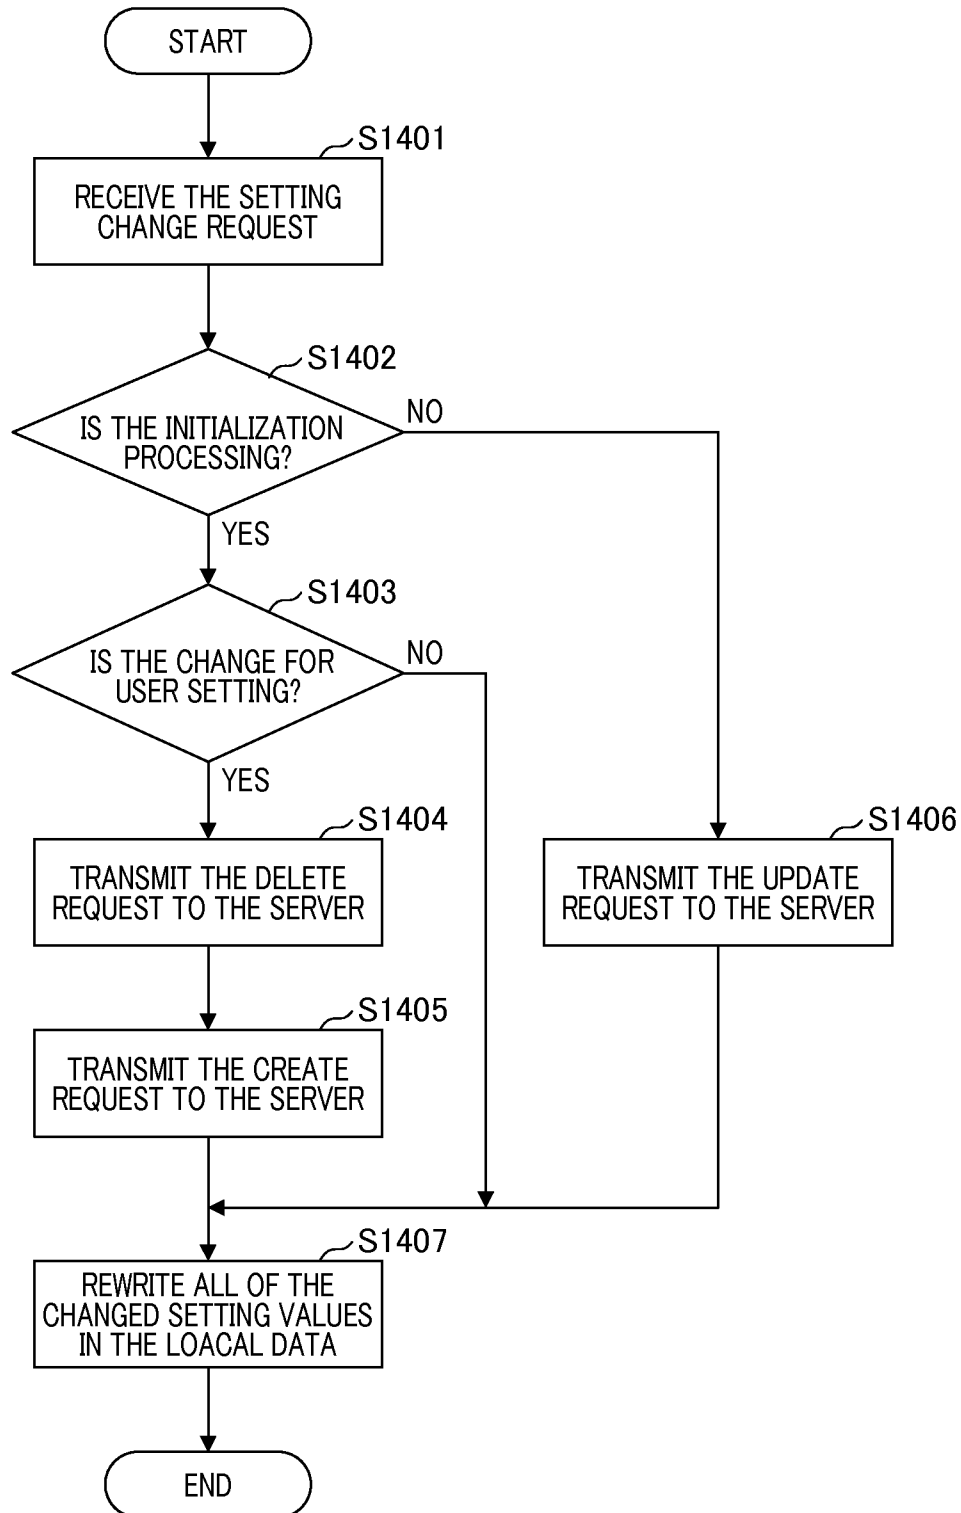 START
S1401
RECEIVE THE SETTING
CHANGE REQUEST
S1402
IS THE INITIALIZATION
PROCESSING?
NO
YES
S1403
IS THE CHANGE FOR
USER SETTING?
NO
YES
S1404
TRANSMIT THE DELETE
REQUEST TO THE SERVER
S1406
TRANSMIT THE UPDATE
REQUEST TO THE SERVER
S1405
TRANSMIT THE CREATE
REQUEST TO THE SERVER
S1407
REWRITE ALL OF THE
CHANGED SETTING VALUES
IN THE LOACAL DATA
END